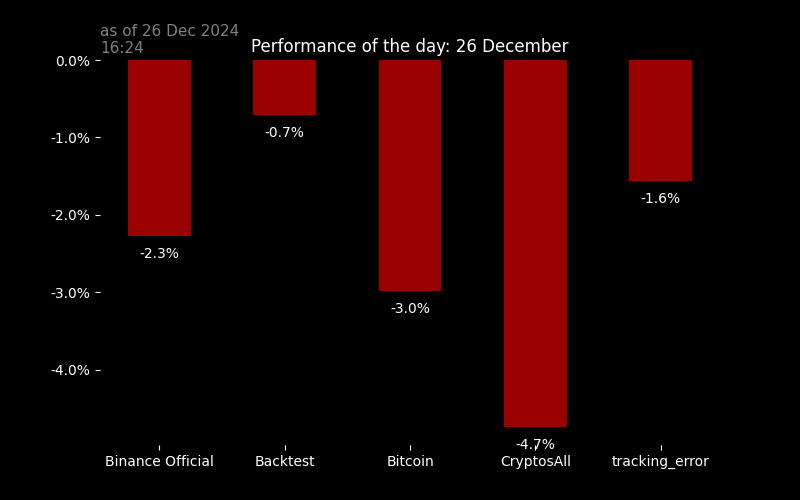 as of 26 Dec 2024
16:24
Performance of the day: 26 December
0.0%
-1.0%
-2.0%
-3.0%
-4.0%
-2.3%
-0.7%
-3.0%
-4.7%
-1.6%
Binance Official
Backtest
Bitcoin
CryptosAll
tracking_error